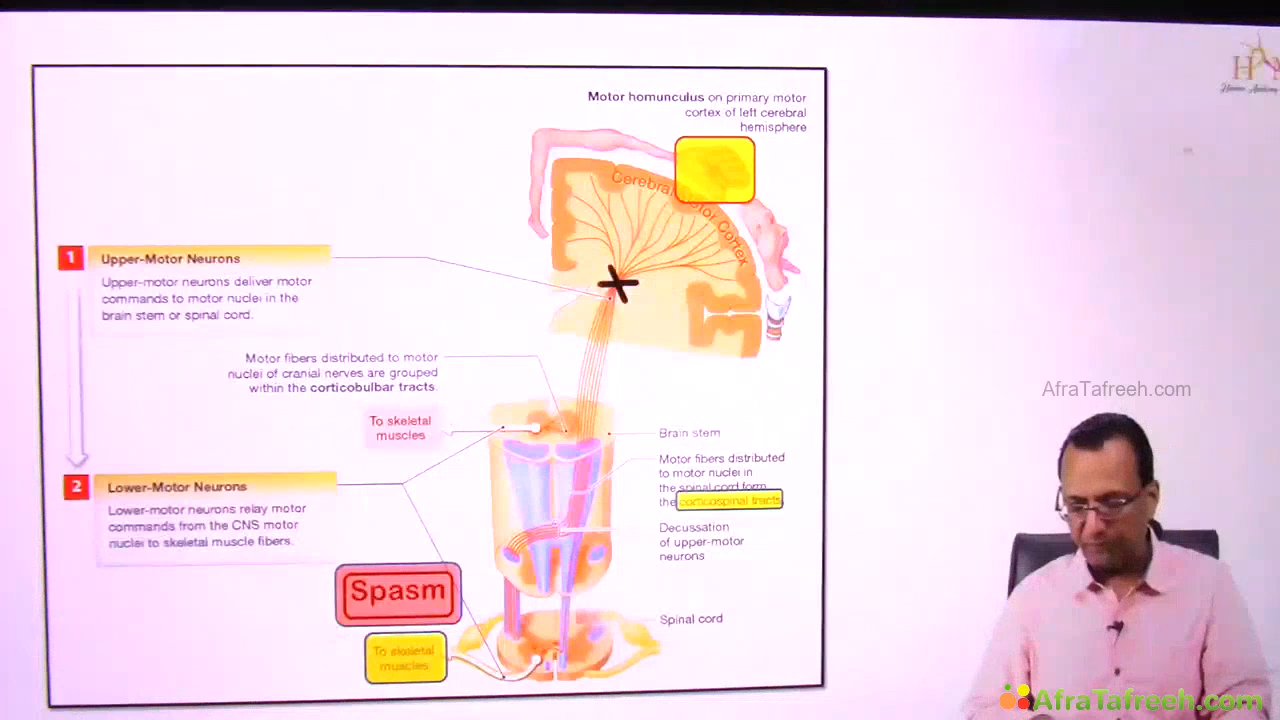 Motor homunculus on primary motor
cortex of left cerebral
hemisphere
Cerebral Motor Cortex
1
Upper-Motor Neurons
Upper-motor neurons deliver motor
commands to motor nuclei in the
brain stem or spinal cord.
Motor fibers distributed to motor
nuclei of cranial nerves are grouped
within the corticobulbar tracts.
To skeletal
muscles
Brain stem
Motor fibers distributed
to motor nuclei in
the spinal cord form
the corticospinal tracts
2
Lower-Motor Neurons
Lower-motor neurons relay motor
commands from the CNS motor
nuclei to skeletal muscle fibers.
Decussation
of upper-motor
neurons
Spasm
To skeletal
muscles
Spinal cord
AfraTafreeh.com
AfraTafreeh.com